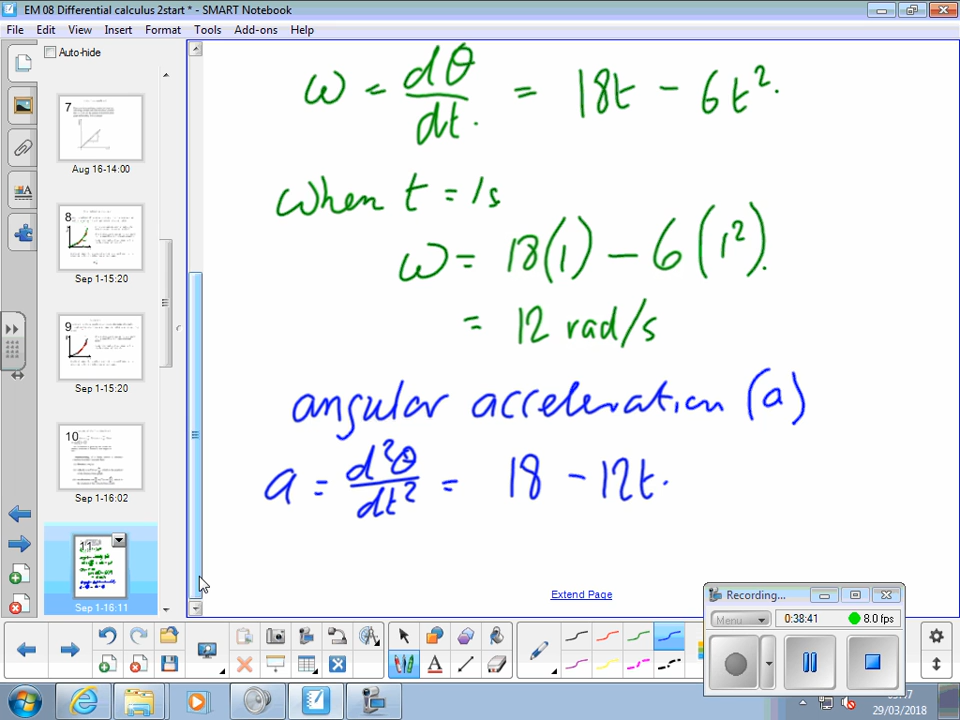 EM 08 Differential calculus 2start * - SMART Notebook
File Edit View Insert Format Tools Add-ons Help
Auto-hide
7
Aug 16-14:00
8
Sep 1-15:20
9
Sep 1-15:20
10
Sep 1-16:02
11
Sep 1-16:11
ω = dθ/dt. = 18t - 6t².
When t = 1s
ω = 18(1) - 6(1²).
= 12 rad/s
angular acceleration (a)
a = d²θ/dt² = 18 - 12t.
Extend Page
Recording...
Menu
0:38:41
8.0 fps
A
29/03/2018